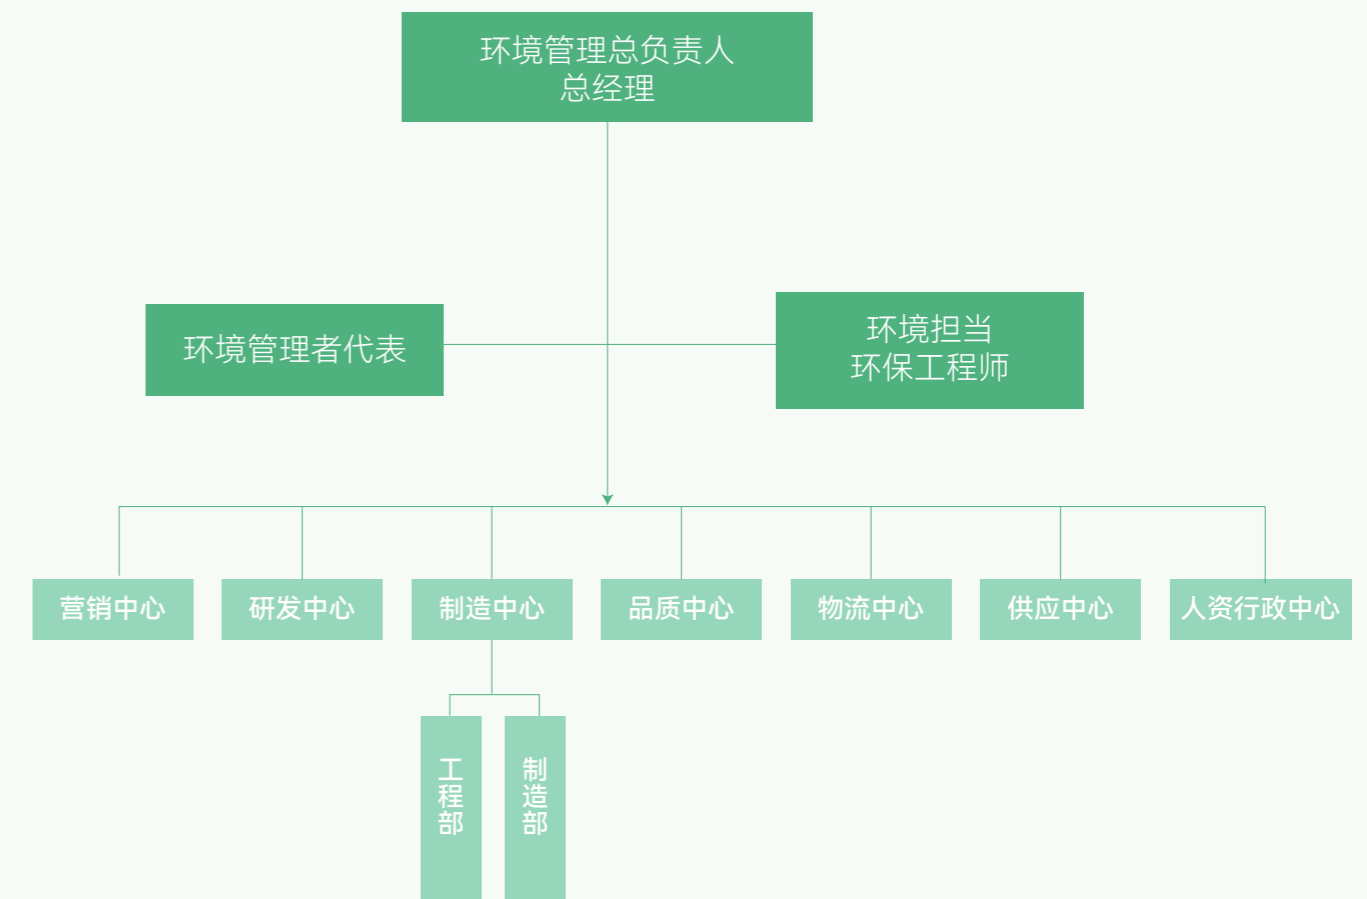 环境管理总负责人
总经理
环境管理者代表
环境担当
环保工程师
营销中心
研发中心
制造中心
品质中心
物流中心
供应中心
人资行政中心
工程部
制造部